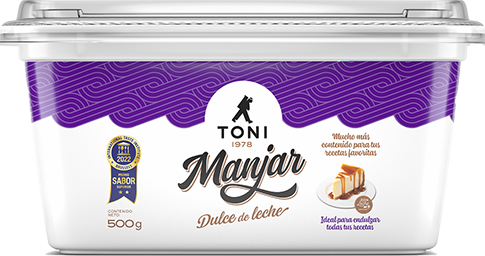 TONI
1978
Manjar
Dulce de leche
2022
SABOR
SUPERIOR
CONTENIDO
NETO:
500g
Mucho más
contenido para tus
recetas favoritas
Ideal para endulzar
todas tus recetas